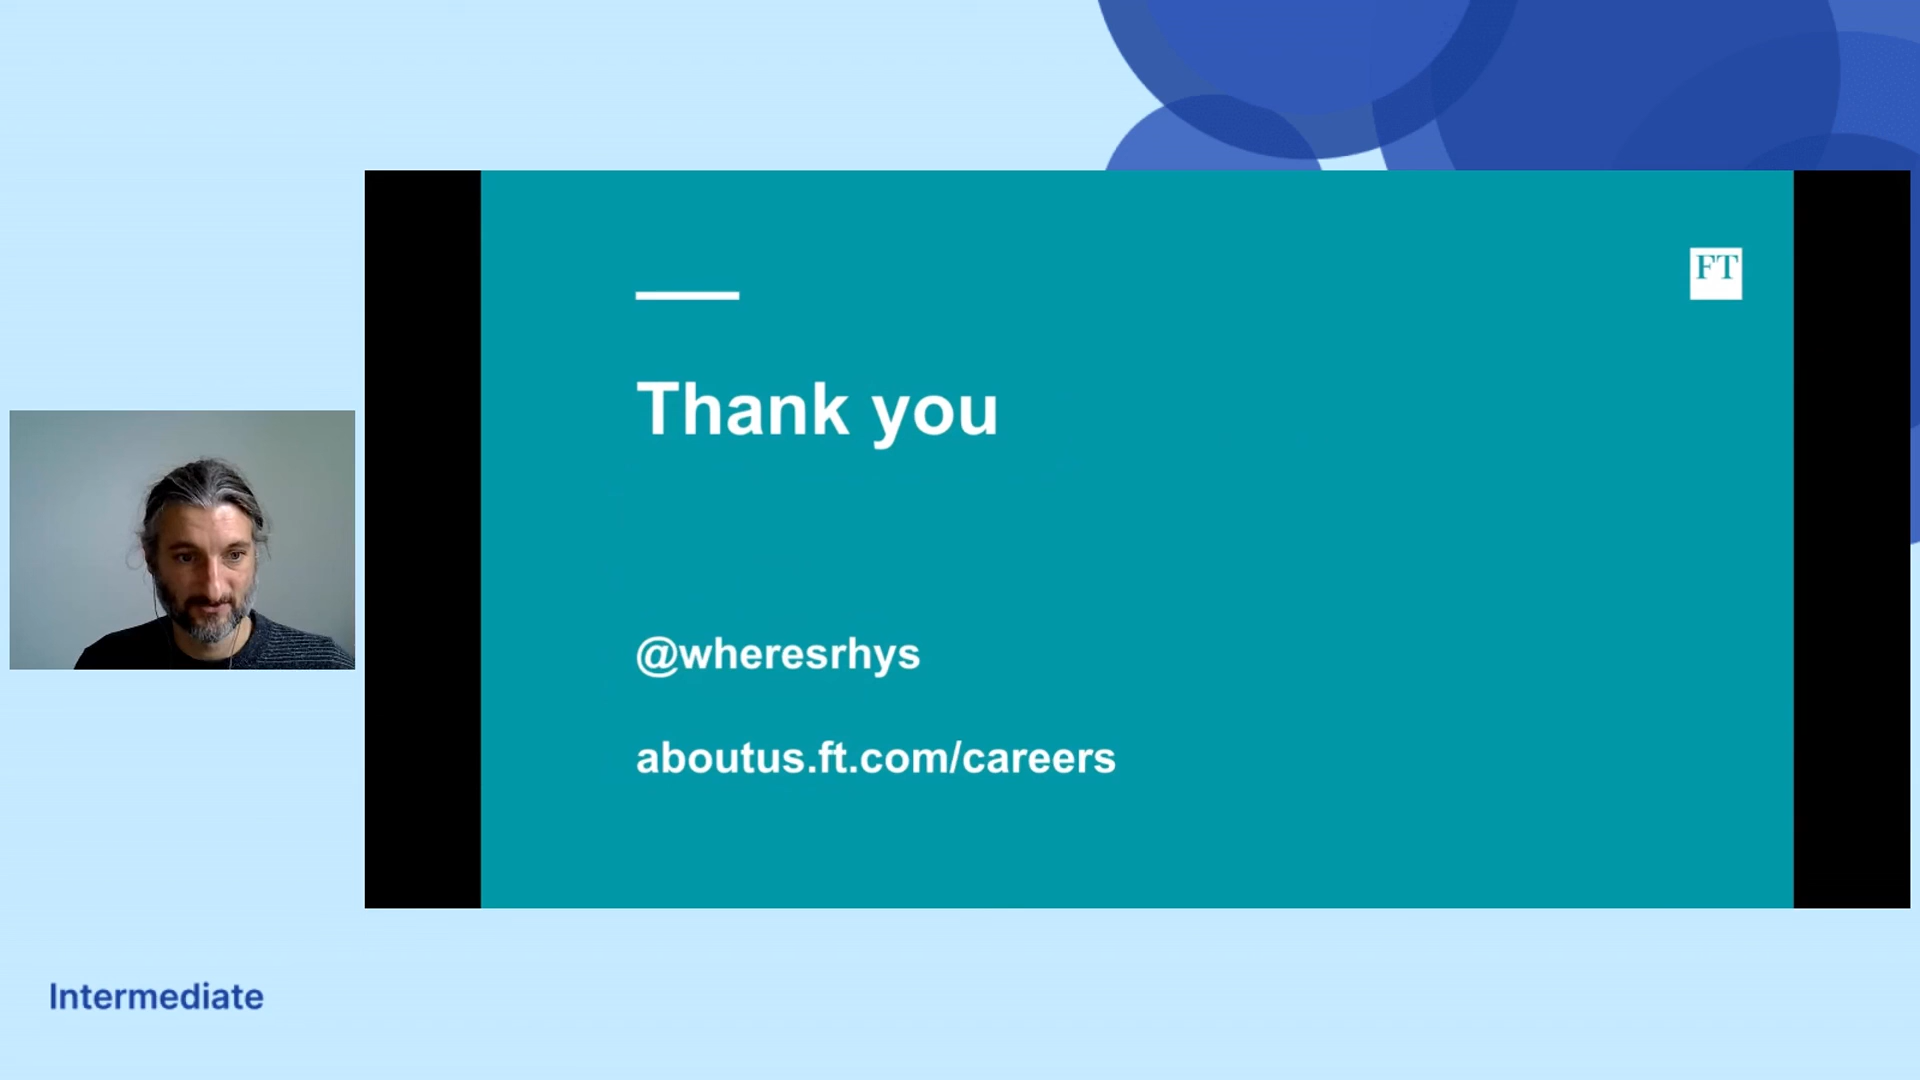 FT
Thank you
@wheresrhys
aboutus.ft.com/careers
Intermediate